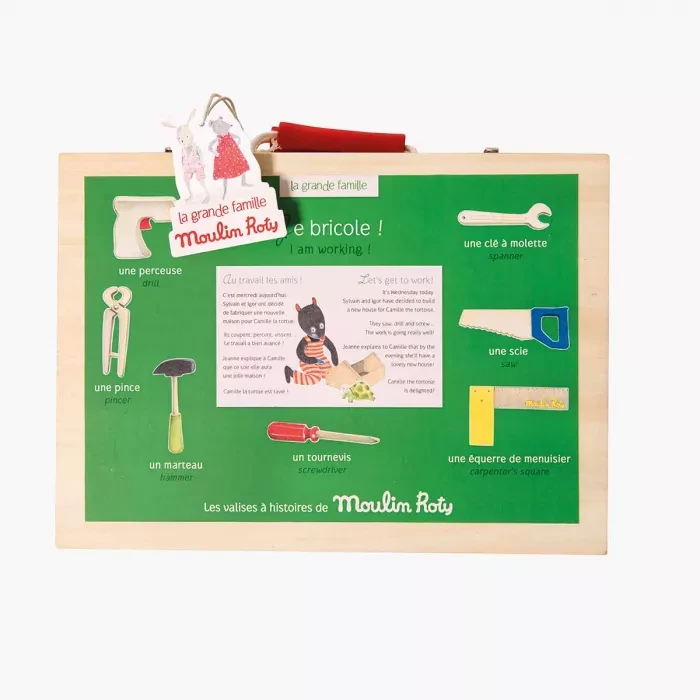 la grande famille
Moulin Roty
la grande famille
Je bricole !
I am working !
une perceuse
drill
une clé à molette
spanner
Au travail les amis !
C'est mercredi aujourd'hui.
Sylvain et Igor ont décidé
de fabriquer une nouvelle
maison pour Camille la tortue.
Ils coupent, percent, vissent.
Le travail a bien avancé !
Jeanne explique à Camille
que ce soir elle aura
une jolie maison !
Camille la tortue est ravie !
Let's get to work!
It's Wednesday today.
Sylvain and Igor have decided to build
a new house for Camille the tortoise.
They saw, drill and screw...
The work is going really well!
Jeanne explains to Camille that by the
evening she'll have a
lovely new house!
Camille the tortoise
is delighted!
une pince
pincer
une scie
saw
un marteau
hammer
un tournevis
screwdriver
Moulin Roty
une équerre de menuisier
carpenter's square
Les valises à histoires de Moulin Roty